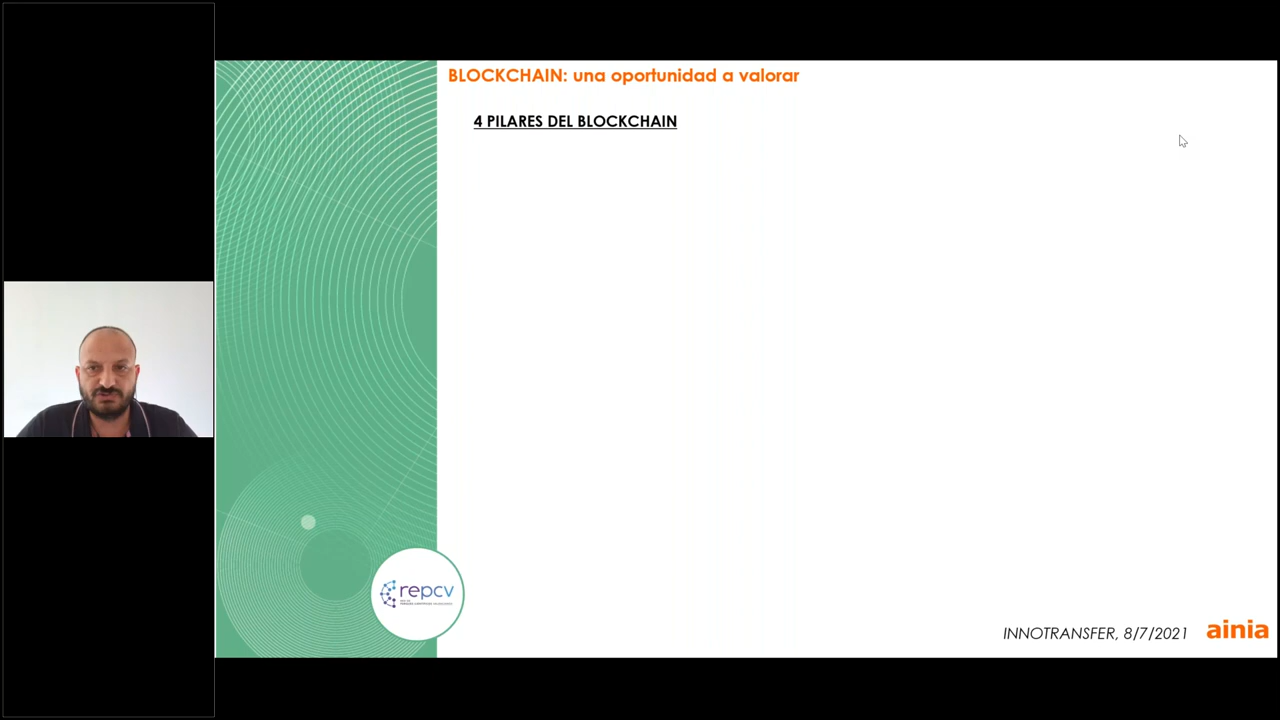 BLOCKCHAIN: una oportunidad a valorar
4 PILARES DEL BLOCKCHAIN
repcv
INNOTRANSFER, 8/7/2021
ainia